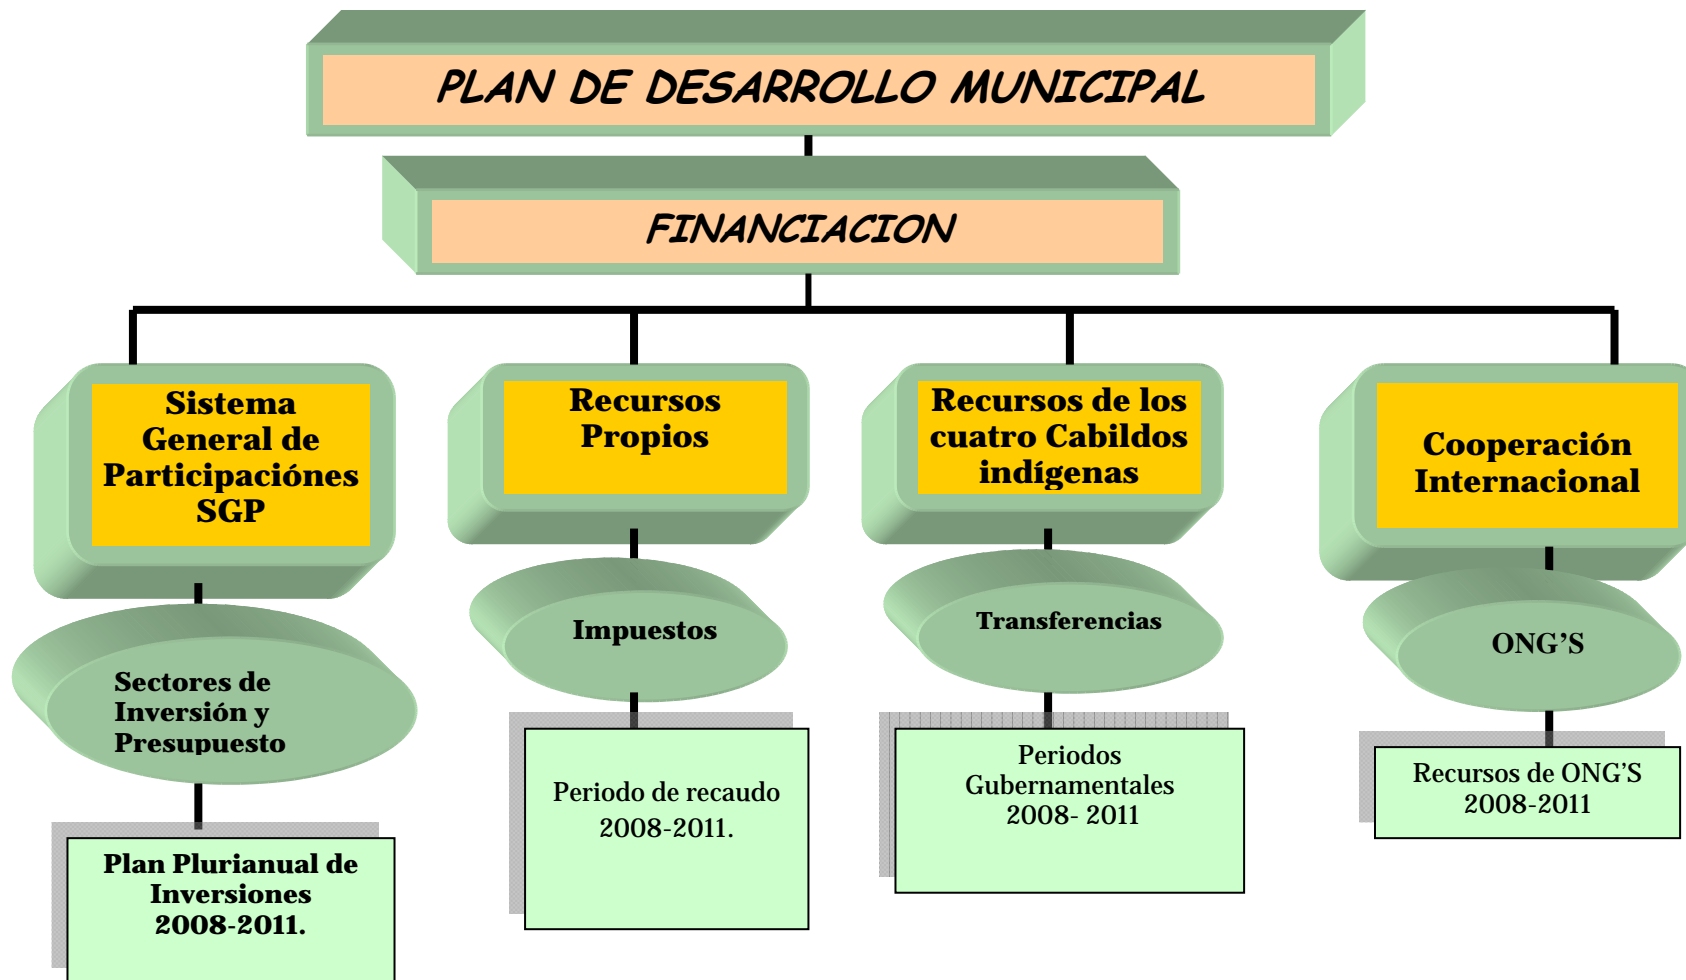 PLAN DE DESARROLLO MUNICIPAL
FINANCIACION
Sistema
General de
Participaciónes
SGP
Recursos
Propios
Recursos de los
cuatro Cabildos
indígenas
Cooperación
Internacional
Sectores de
Inversión y
Presupuesto
Impuestos
Transferencias
ONG’S
Plan Plurianual de
Inversiones
2008-2011.
Periodo de recaudo
2008-2011.
Periodos
Gubernamentales
2008- 2011
Recursos de ONG’S
2008-2011